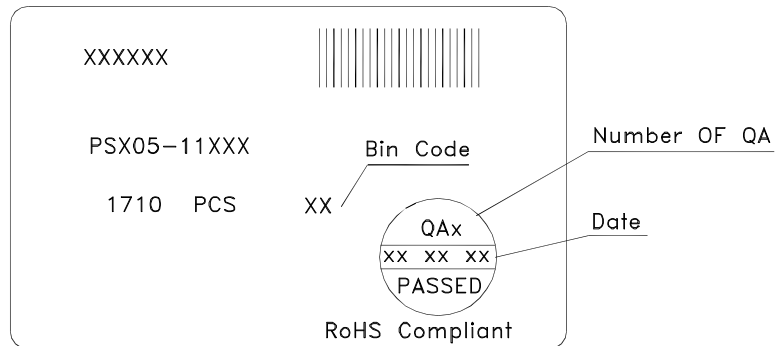 XXXXXX
PSX05-11XXX
Bin Code
Number OF QA
1710 PCS
XX
QAx
Date
XX XX XX
PASSED
RoHS Compliant